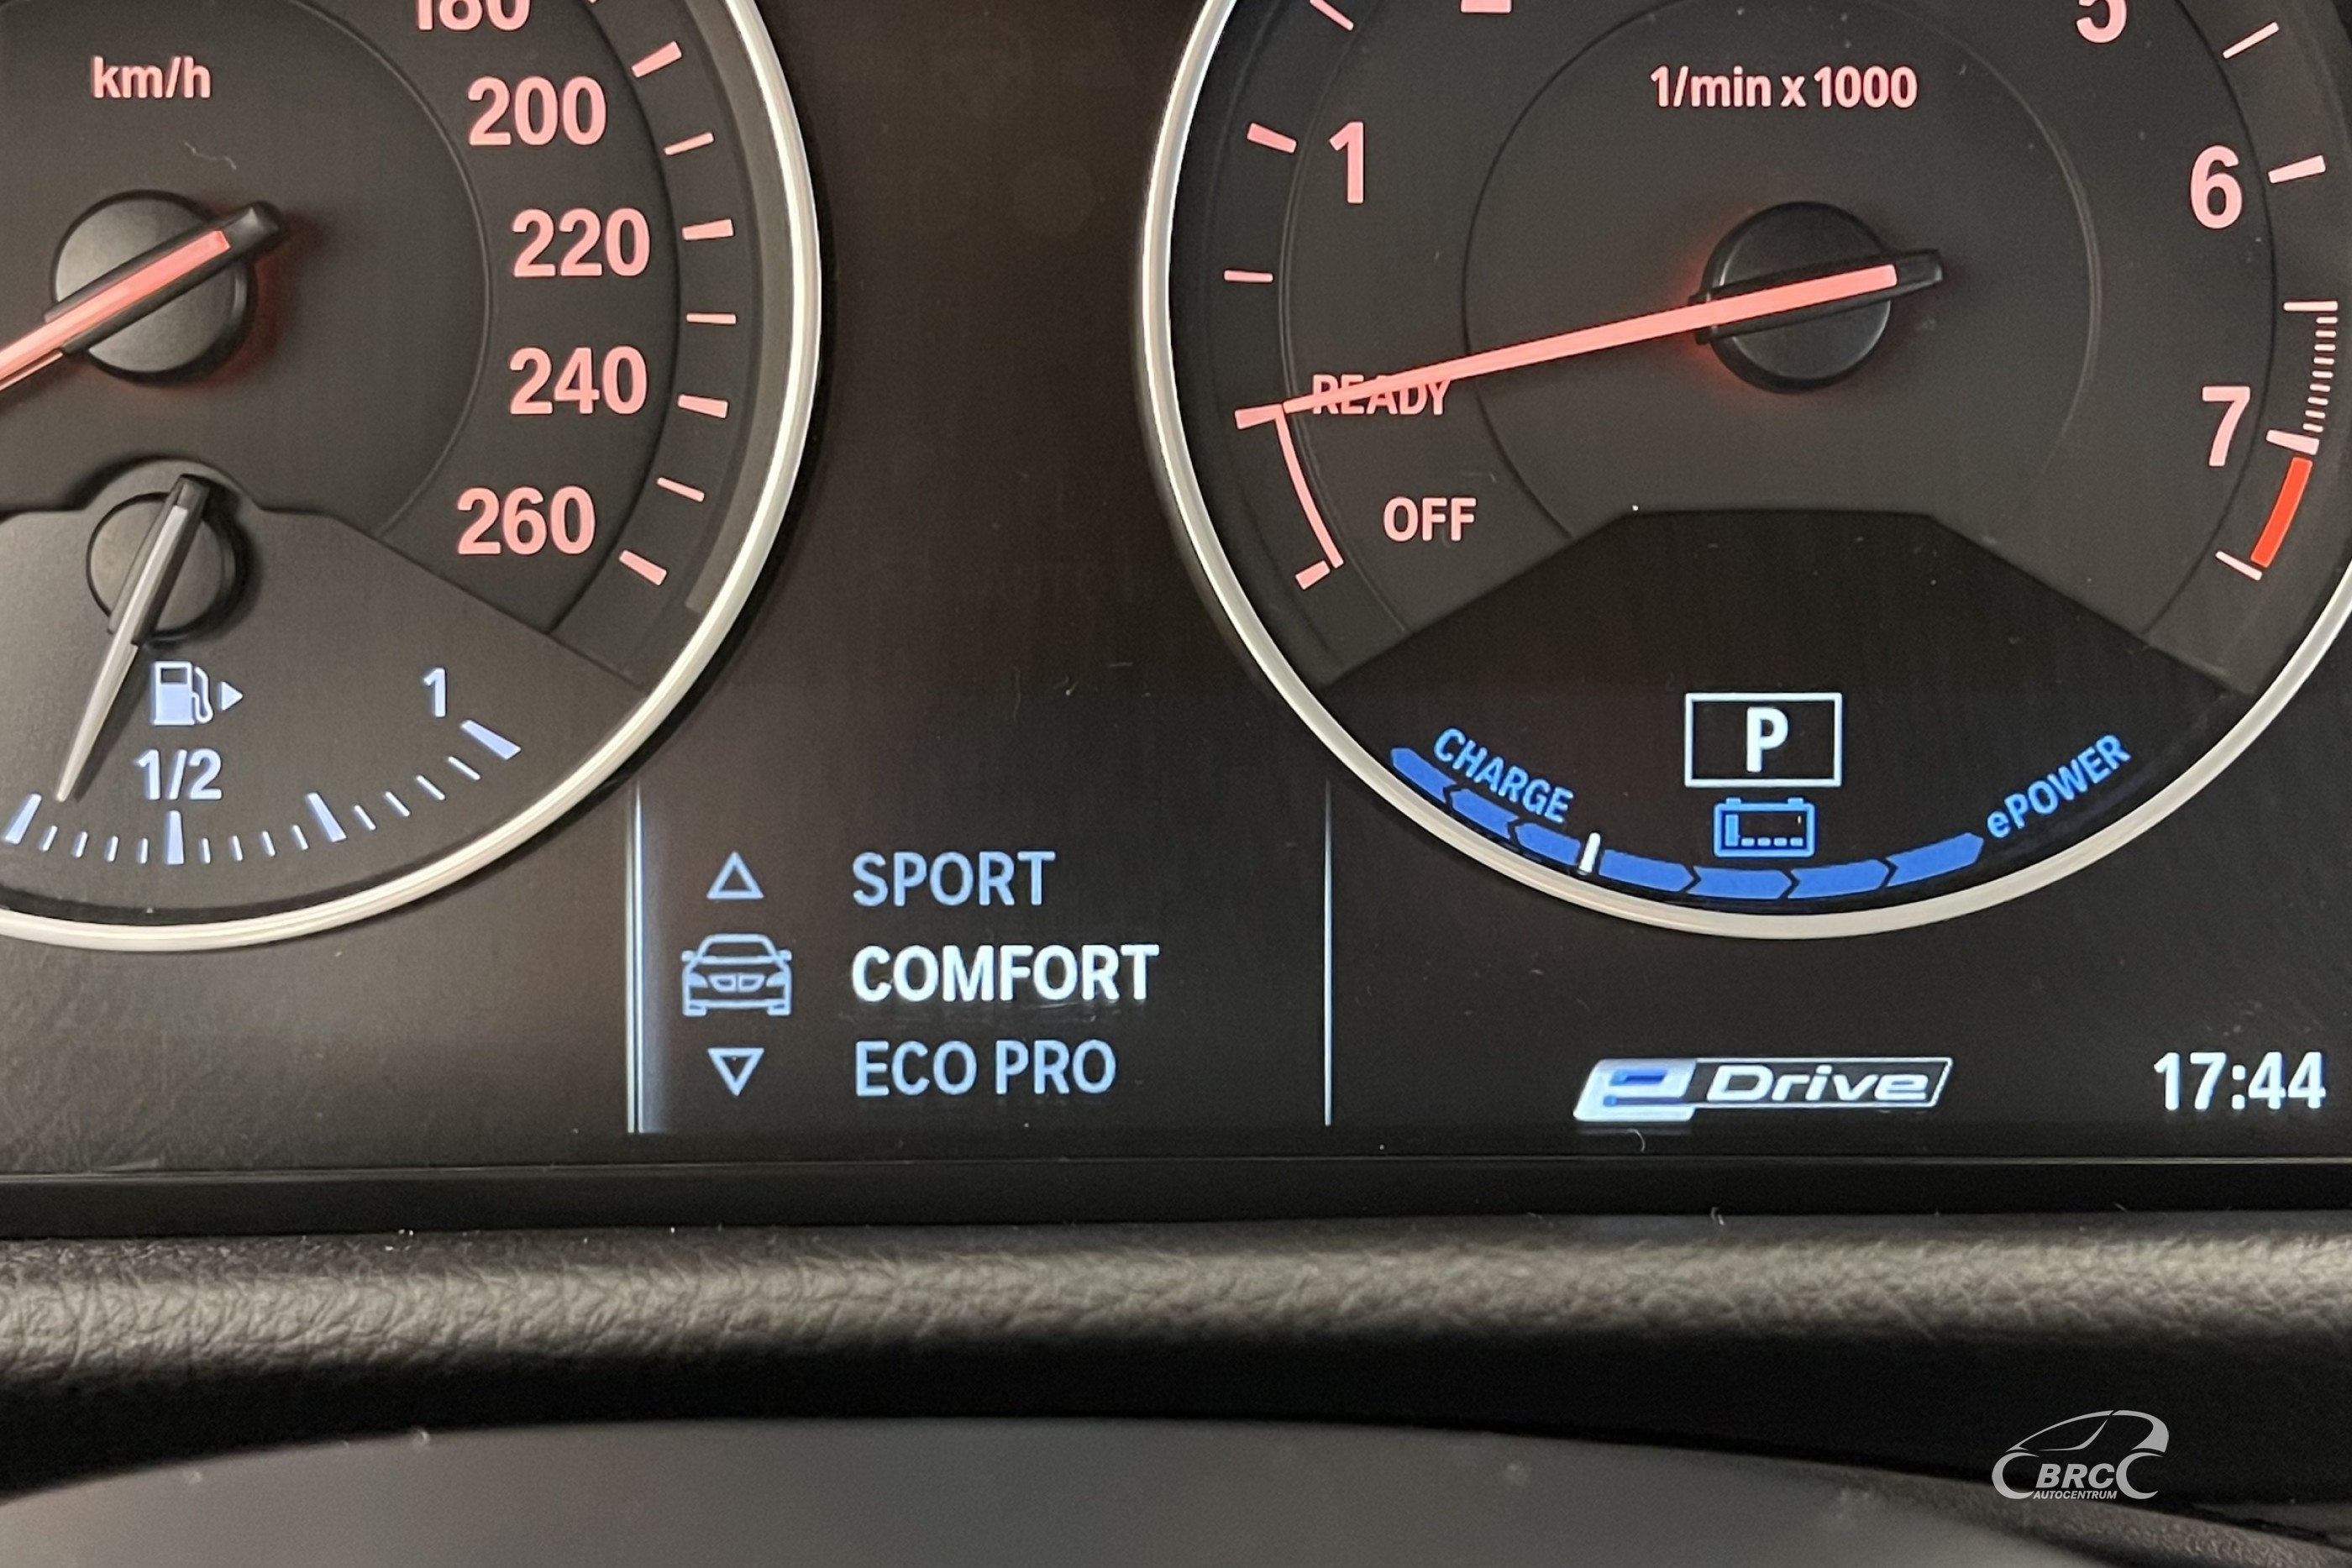 180
km/h
200
220
240
260
1/2
1
1/min x 1000
1
2
5
6
7
READY
OFF
P
CHARGE
ePOWER
SPORT
COMFORT
ECO PRO
eDrive
17:44
BRC
AUTOCENTRUM